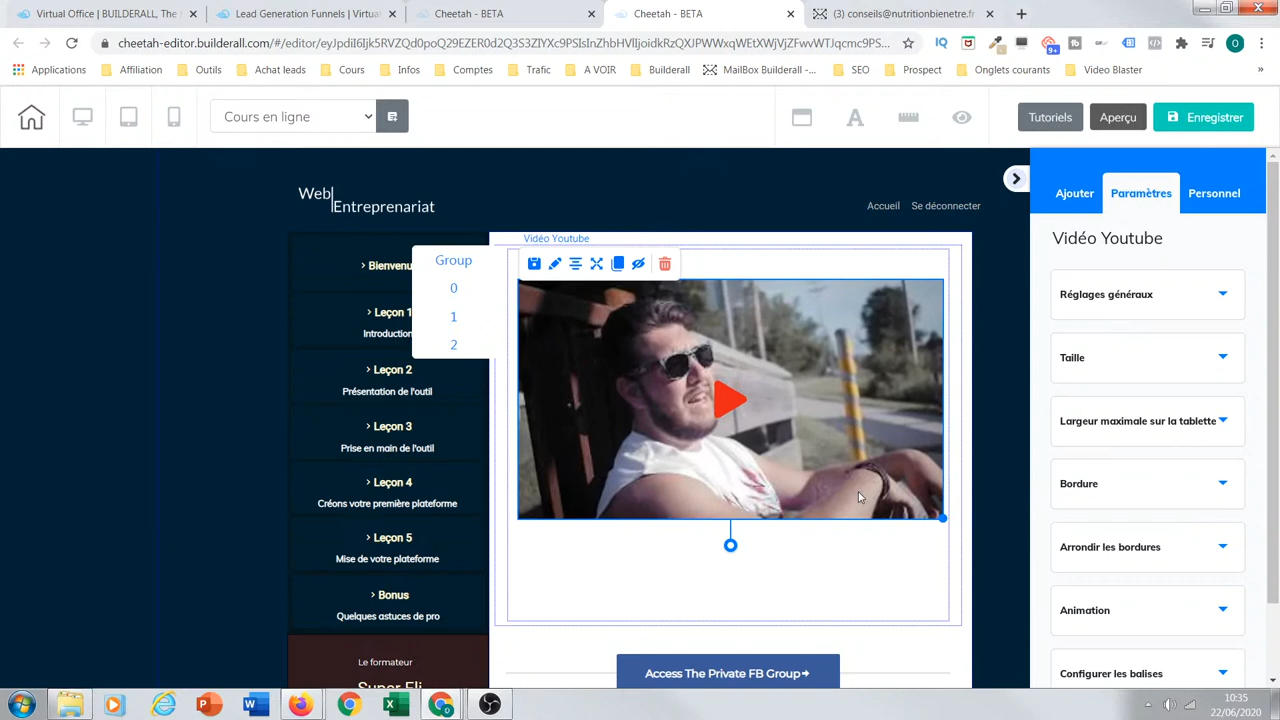 Virtual Office | BUILDERALL, The
Lead Generation Funnels | Virtual
Cheetah - BETA
Cheetah - BETA
(3) conseils@nutritionbienetre.fr
cheetah-editor.builderall.com/#/editor/
Applications
Affiliation
Outils
Achat leads
Cours
Infos
Comptes
Trafic
A VOIR
Builderall
MailBox Builderall -...
SEO
Prospect
Onglets courants
Video Blaster
»
Cours en ligne
Tutoriels
Aperçu
Enregistrer
Web
Entreprenariat
Accueil
Se déconnecter
Ajouter
Paramètres
Personnel
Vidéo Youtube
Vidéo Youtube
Group
0
1
2
> Bienvenu
> Leçon 1
Introduction
> Leçon 2
Présentation de l'outil
> Leçon 3
Prise en main de l'outil
> Leçon 4
Créons votre première plateforme
> Leçon 5
Mise de votre plateforme
> Bonus
Quelques astuces de pro
Le formateur
Super Eli
Access The Private FB Group
Réglages généraux
Taille
Largeur maximale sur la tablette
Bordure
Arrondir les bordures
Animation
Configurer les balises
10:35
22/06/2020